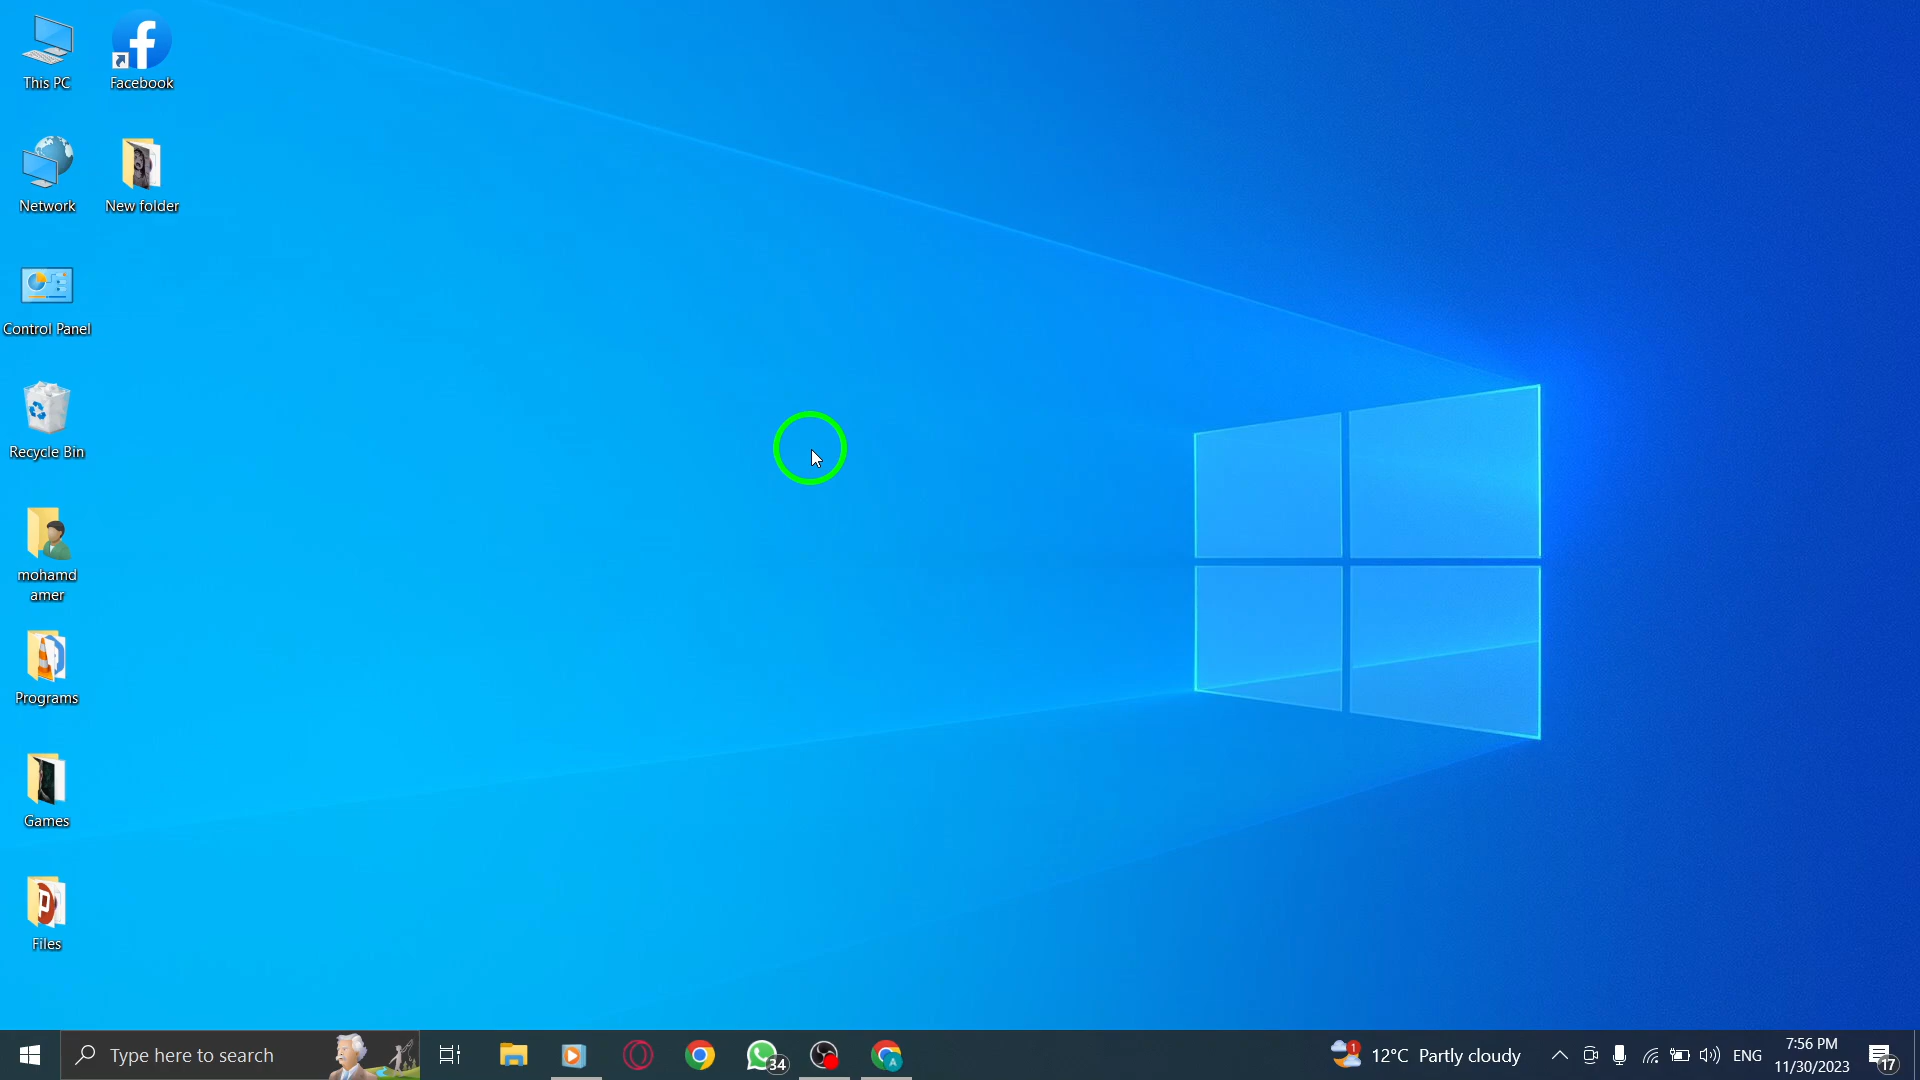 This PC
Facebook
Network
New folder
Control Panel
Recycle Bin
mohamd
amer
Programs
Games
Files
Type here to search
34
1
A
12°C Partly cloudy
ENG
7:56 PM
11/30/2023
17